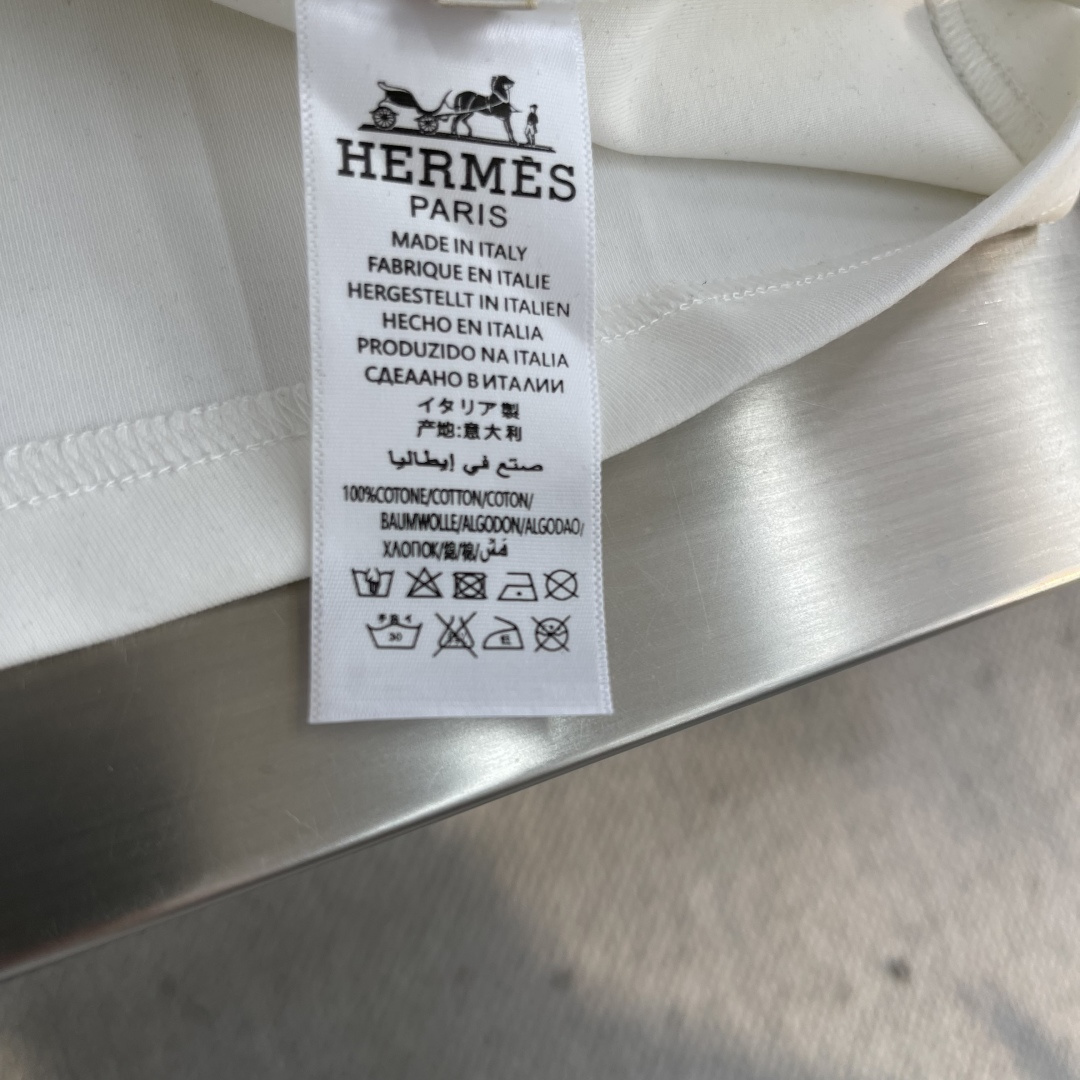 HERMÈS
PARIS
MADE IN ITALY
FABRIQUE EN ITALIE
HERGESTELLT IN ITALIEN
HECHO EN ITALIA
PRODUZIDO NA ITALIA
СДЕААНО В ИТАЛИИ
イタリア製
产地:意大利
صنع في إيطاليا
100%COTONE/COTTON/COTON/
BAUMWOLLE/ALGODON/ALGODAO/
ХЛОПОК/棉/棉/
30